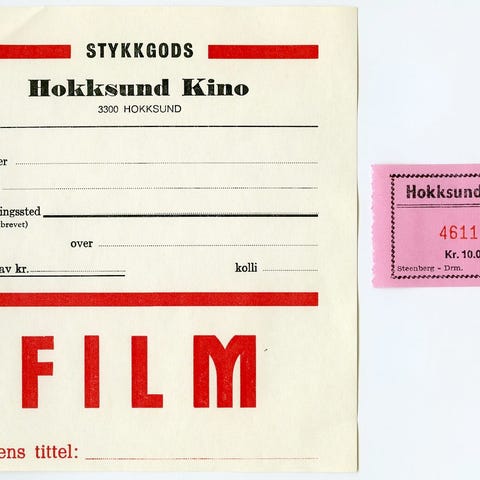 STYKKGODS
Hokksund Kino
3300 HOKKSUND
er
ingssted
brevet)
over
av kr.
kolli
FILM
ens tittel:
Hokksund
4611
Kr. 10.0
Steenberg - Drm.